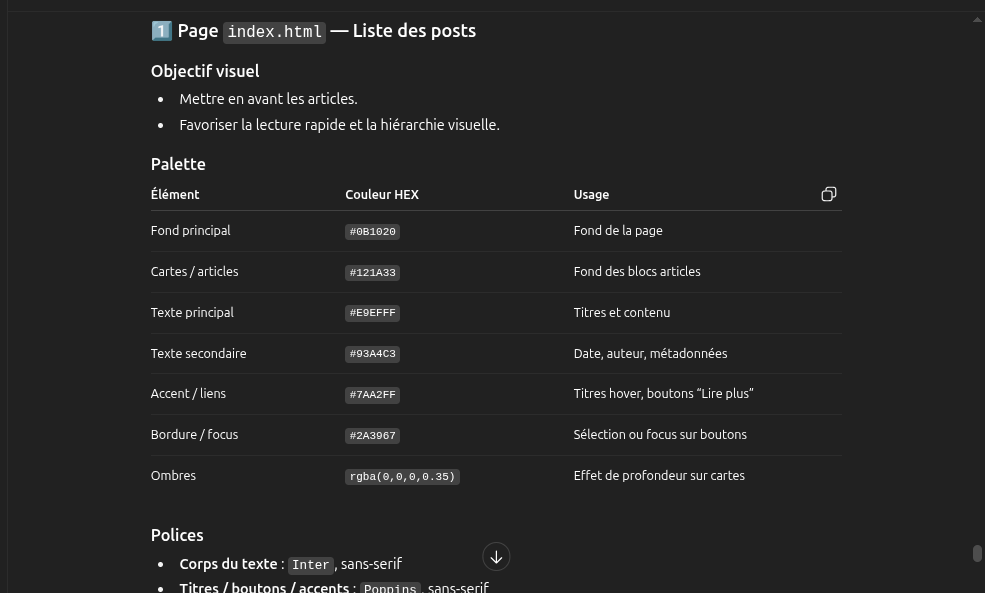 1 Page index.html — Liste des posts
Objectif visuel
• Mettre en avant les articles.
• Favoriser la lecture rapide et la hiérarchie visuelle.
Palette
Élément Couleur HEX Usage
Fond principal #0B1020 Fond de la page
Cartes / articles #121A33 Fond des blocs articles
Texte principal #E9EFFF Titres et contenu
Texte secondaire #93A4C3 Date, auteur, métadonnées
Accent / liens #7AA2FF Titres hover, boutons “Lire plus”
Bordure / focus #2A3967 Sélection ou focus sur boutons
Ombres rgba(0,0,0,0.35) Effet de profondeur sur cartes
Polices
• Corps du texte : Inter, sans-serif
• Titres / boutons / accents : Poppins, sans-serif